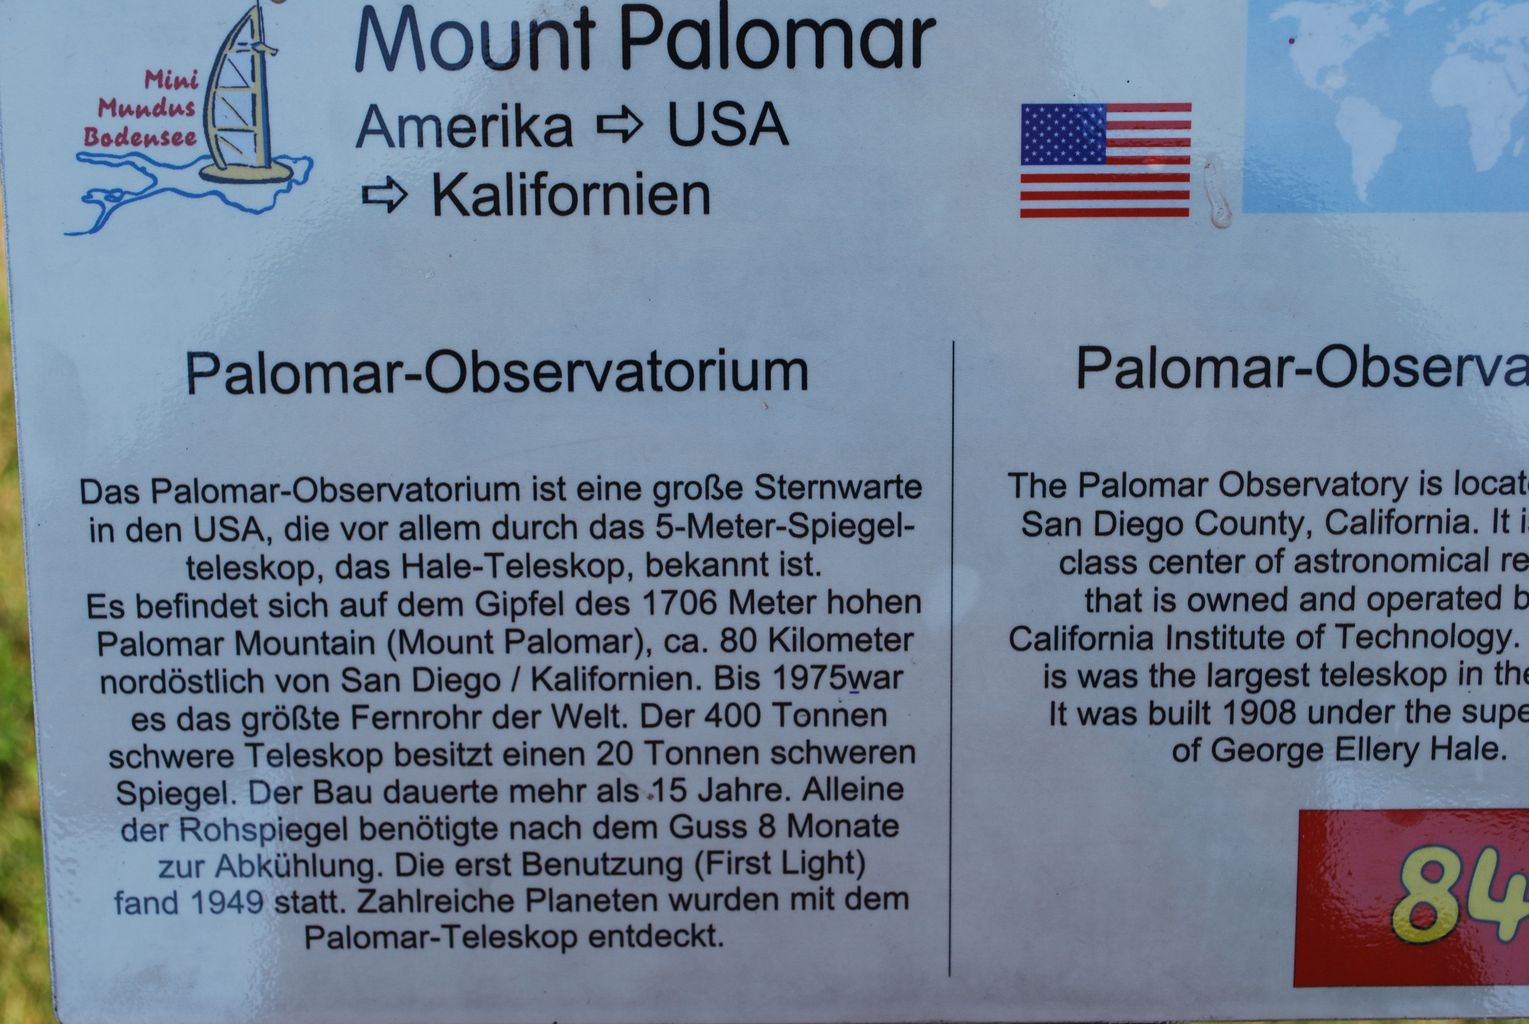 Mini
Mundus
Bodensee
Mount Palomar
Amerika ⇨ USA
⇨ Kalifornien
Palomar-Observatorium
Das Palomar-Observatorium ist eine große Sternwarte
in den USA, die vor allem durch das 5-Meter-Spiegel-
teleskop, das Hale-Teleskop, bekannt ist.
Es befindet sich auf dem Gipfel des 1706 Meter hohen
Palomar Mountain (Mount Palomar), ca. 80 Kilometer
nordöstlich von San Diego / Kalifornien. Bis 1975war
es das größte Fernrohr der Welt. Der 400 Tonnen
schwere Teleskop besitzt einen 20 Tonnen schweren
Spiegel. Der Bau dauerte mehr als 15 Jahre. Alleine
der Rohspiegel benötigte nach dem Guss 8 Monate
zur Abkühlung. Die erst Benutzung (First Light)
fand 1949 statt. Zahlreiche Planeten wurden mit dem
Palomar-Teleskop entdeckt.
Palomar-Observa
The Palomar Observatory is locat
San Diego County, California. It i
class center of astronomical re
that is owned and operated b
California Institute of Technology.
is was the largest teleskop in the
It was built 1908 under the supe
of George Ellery Hale.
84